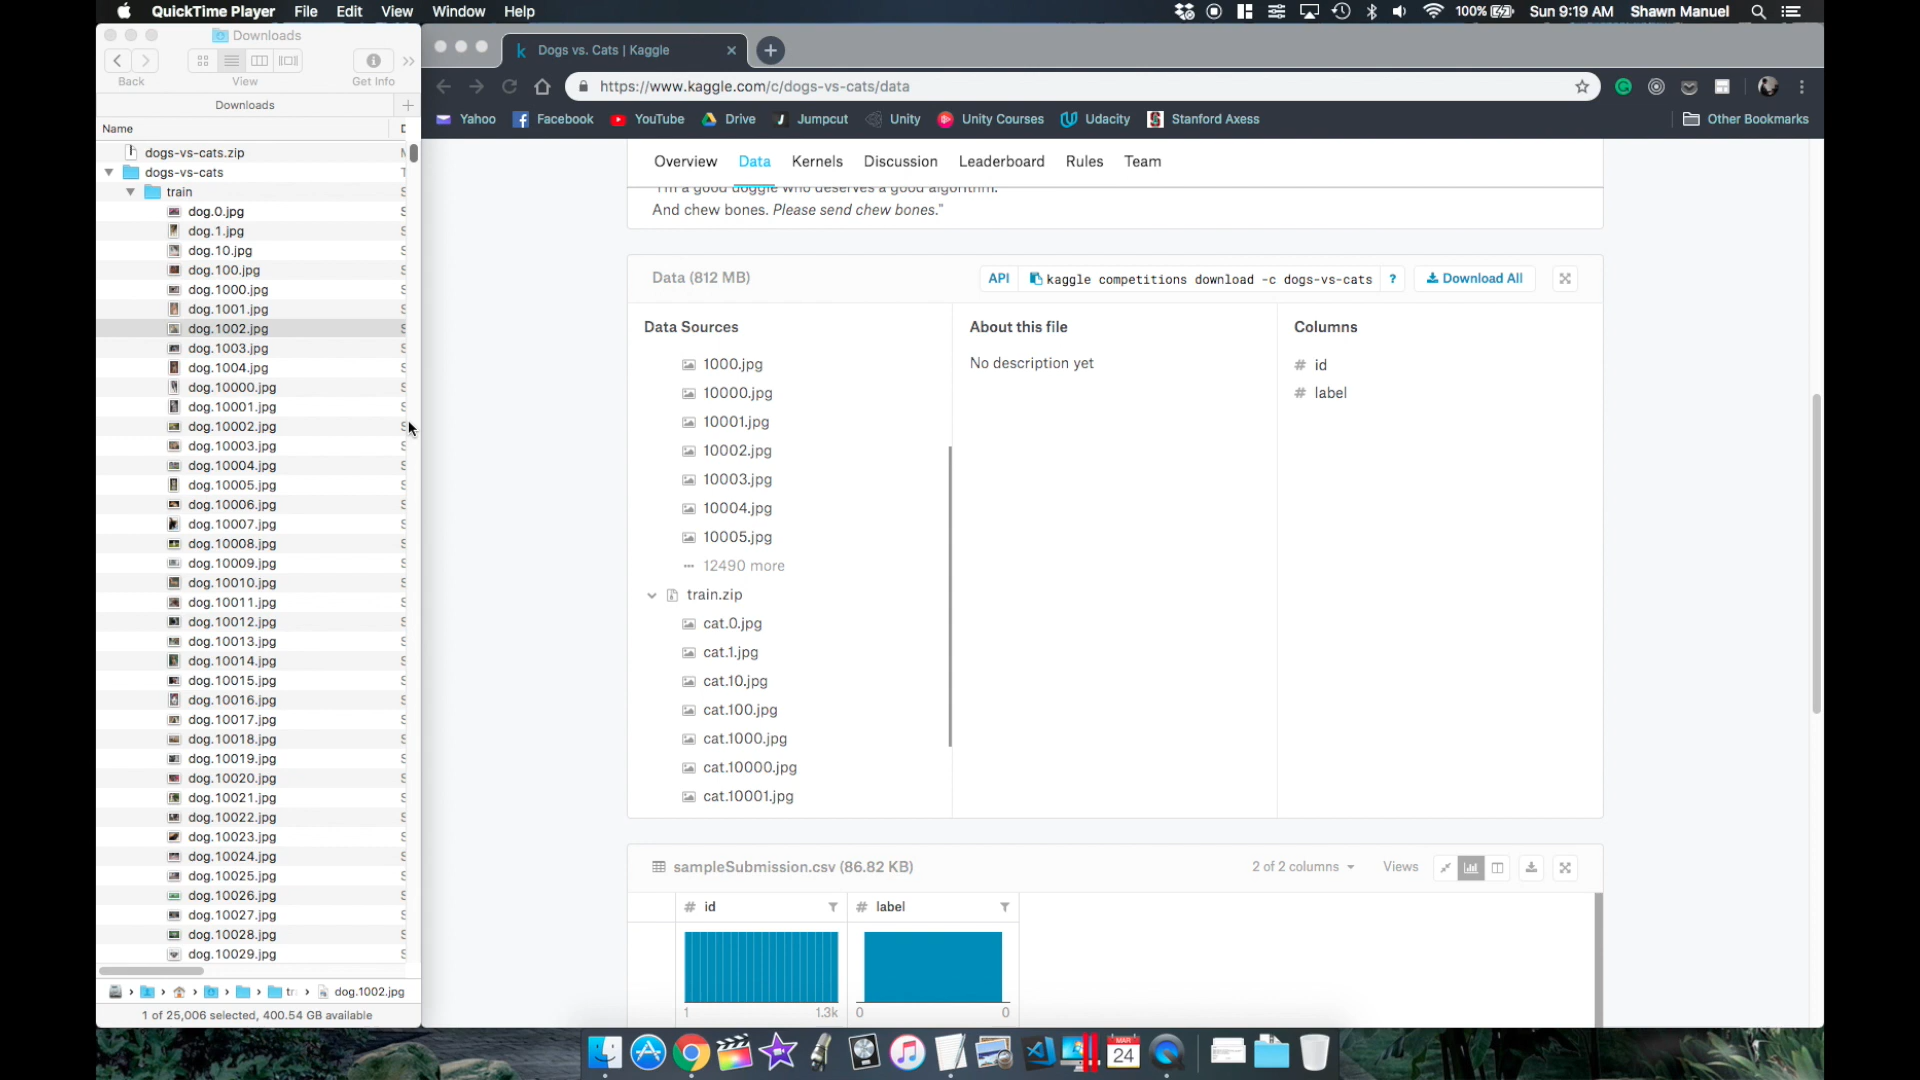 QuickTime Player File Edit View Window Help 100% Sun 9:19 AM Shawn Manuel
Downloads
Back View Get Info
Downloads
Name
dogs-vs-cats.zip
dogs-vs-cats
train
dog.0.jpg
dog.1.jpg
dog.10.jpg
dog.100.jpg
dog.1000.jpg
dog.1001.jpg
dog.1002.jpg
dog.1003.jpg
dog.1004.jpg
dog.10000.jpg
dog.10001.jpg
dog.10002.jpg
dog.10003.jpg
dog.10004.jpg
dog.10005.jpg
dog.10006.jpg
dog.10007.jpg
dog.10008.jpg
dog.10009.jpg
dog.10010.jpg
dog.10011.jpg
dog.10012.jpg
dog.10013.jpg
dog.10014.jpg
dog.10015.jpg
dog.10016.jpg
dog.10017.jpg
dog.10018.jpg
dog.10019.jpg
dog.10020.jpg
dog.10021.jpg
dog.10022.jpg
dog.10023.jpg
dog.10024.jpg
dog.10025.jpg
dog.10026.jpg
dog.10027.jpg
dog.10028.jpg
dog.10029.jpg
tr dog.1002.jpg
1 of 25,006 selected, 400.54 GB available
k Dogs vs. Cats | Kaggle
https://www.kaggle.com/c/dogs-vs-cats/data
Yahoo Facebook YouTube Drive Jumpcut Unity Unity Courses Udacity Stanford Axess Other Bookmarks
Overview Data Kernels Discussion Leaderboard Rules Team
"I'm a good doggie who deserves a good algorithm.
And chew bones. Please send chew bones."
Data (812 MB) API kaggle competitions download -c dogs-vs-cats ? Download All
Data Sources
1000.jpg
10000.jpg
10001.jpg
10002.jpg
10003.jpg
10004.jpg
10005.jpg
12490 more
train.zip
cat.0.jpg
cat.1.jpg
cat.10.jpg
cat.100.jpg
cat.1000.jpg
cat.10000.jpg
cat.10001.jpg
About this file
No description yet
Columns
# id
# label
sampleSubmission.csv (86.82 KB) 2 of 2 columns Views
# id # label
1 1.3k 0 0
MAR
24